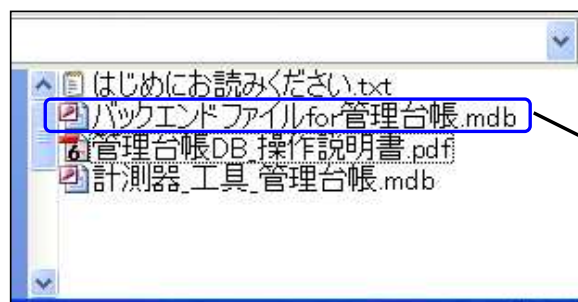 はじめにお読みください.txt
バックエンドファイルfor管理台帳.mdb
管理台帳DB_操作説明書.pdf
計測器_工具_管理台帳.mdb